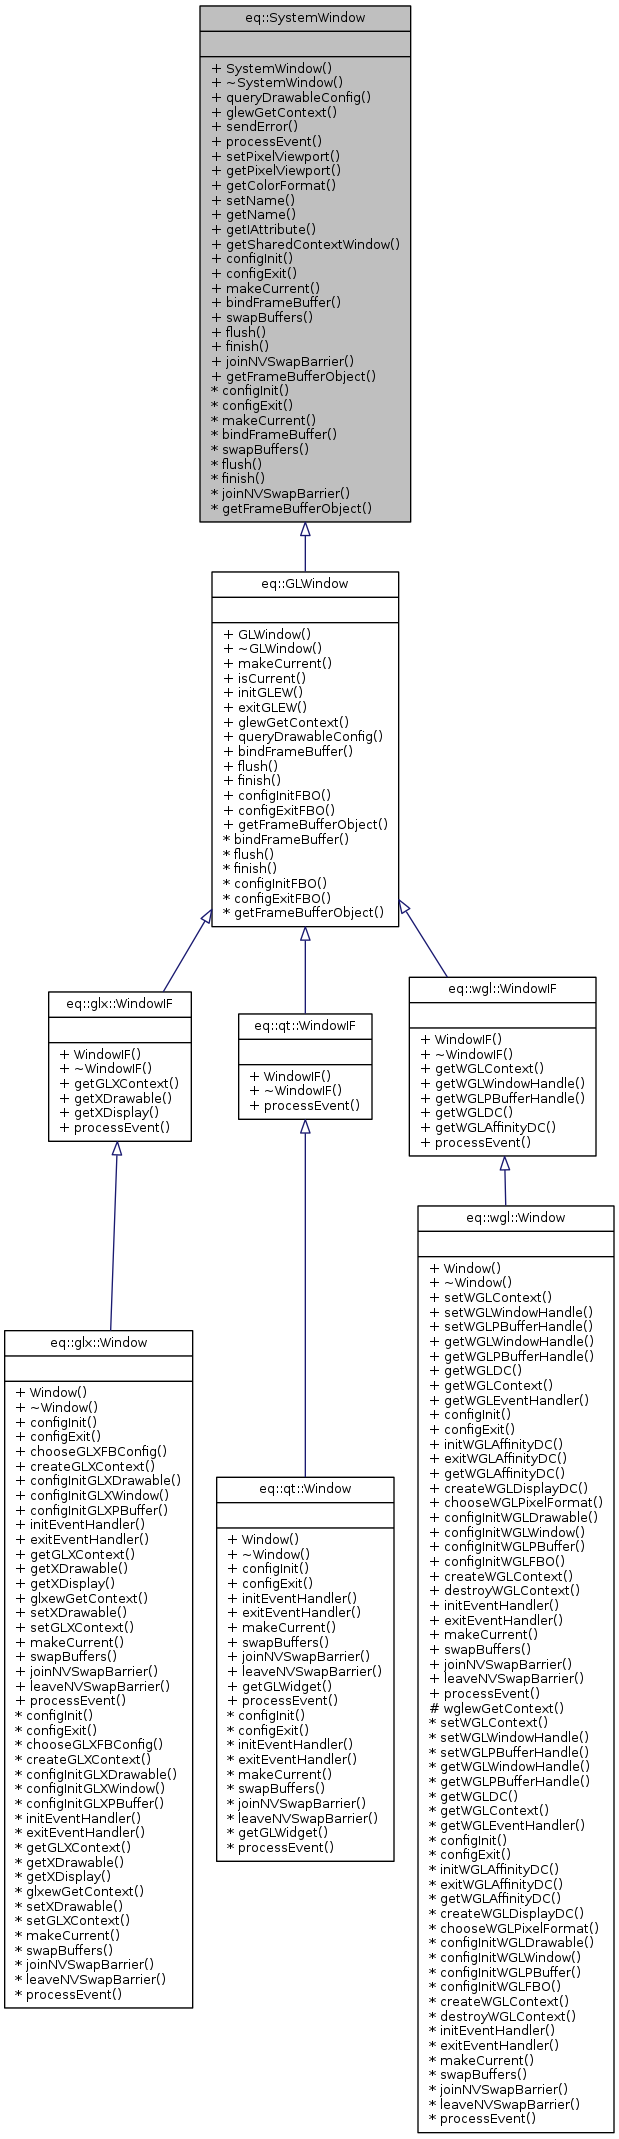 eq::SystemWindow
+ SystemWindow()
+ ~SystemWindow()
+ queryDrawableConfig()
+ glewGetContext()
+ sendError()
+ processEvent()
+ setPixelViewport()
+ getPixelViewport()
+ getColorFormat()
+ setName()
+ getName()
+ getIAttribute()
+ getSharedContextWindow()
+ configInit()
+ configExit()
+ makeCurrent()
+ bindFrameBuffer()
+ swapBuffers()
+ flush()
+ finish()
+ joinNVSwapBarrier()
+ getFrameBufferObject()
* configInit()
* configExit()
* makeCurrent()
* bindFrameBuffer()
* swapBuffers()
* flush()
* finish()
* joinNVSwapBarrier()
* getFrameBufferObject()
eq::GLWindow
+ GLWindow()
+ ~GLWindow()
+ makeCurrent()
+ isCurrent()
+ initGLEW()
+ exitGLEW()
+ glewGetContext()
+ queryDrawableConfig()
+ bindFrameBuffer()
+ flush()
+ finish()
+ configInitFBO()
+ configExitFBO()
+ getFrameBufferObject()
* bindFrameBuffer()
* flush()
* finish()
* configInitFBO()
* configExitFBO()
* getFrameBufferObject()
eq::glx::WindowIF
+ WindowIF()
+ ~WindowIF()
+ getGLXContext()
+ getXDrawable()
+ getXDisplay()
+ processEvent()
eq::qt::WindowIF
+ WindowIF()
+ ~WindowIF()
+ processEvent()
eq::wgl::WindowIF
+ WindowIF()
+ ~WindowIF()
+ getWGLContext()
+ getWGLWindowHandle()
+ getWGLPBufferHandle()
+ getWGLDC()
+ getWGLAffinityDC()
+ processEvent()
eq::glx::Window
+ Window()
+ ~Window()
+ configInit()
+ configExit()
+ chooseGLXFBConfig()
+ createGLXContext()
+ configInitGLXDrawable()
+ configInitGLXWindow()
+ configInitGLXPBuffer()
+ initEventHandler()
+ exitEventHandler()
+ getGLXContext()
+ getXDrawable()
+ getXDisplay()
+ glxewGetContext()
+ setXDrawable()
+ setGLXContext()
+ makeCurrent()
+ swapBuffers()
+ joinNVSwapBarrier()
+ leaveNVSwapBarrier()
+ processEvent()
* configInit()
* configExit()
* chooseGLXFBConfig()
* createGLXContext()
* configInitGLXDrawable()
* configInitGLXWindow()
* configInitGLXPBuffer()
* initEventHandler()
* exitEventHandler()
* getGLXContext()
* getXDrawable()
* getXDisplay()
* glxewGetContext()
* setXDrawable()
* setGLXContext()
* makeCurrent()
* swapBuffers()
* joinNVSwapBarrier()
* leaveNVSwapBarrier()
* processEvent()
eq::qt::Window
+ Window()
+ ~Window()
+ configInit()
+ configExit()
+ initEventHandler()
+ exitEventHandler()
+ makeCurrent()
+ swapBuffers()
+ joinNVSwapBarrier()
+ leaveNVSwapBarrier()
+ getGLWidget()
+ processEvent()
* configInit()
* configExit()
* initEventHandler()
* exitEventHandler()
* makeCurrent()
* swapBuffers()
* joinNVSwapBarrier()
* leaveNVSwapBarrier()
* getGLWidget()
* processEvent()
eq::wgl::Window
+ Window()
+ ~Window()
+ setWGLContext()
+ setWGLWindowHandle()
+ setWGLPBufferHandle()
+ getWGLWindowHandle()
+ getWGLPBufferHandle()
+ getWGLDC()
+ getWGLContext()
+ getWGLEventHandler()
+ configInit()
+ configExit()
+ initWGLAffinityDC()
+ exitWGLAffinityDC()
+ getWGLAffinityDC()
+ createWGLDisplayDC()
+ chooseWGLPixelFormat()
+ configInitWGLDrawable()
+ configInitWGLWindow()
+ configInitWGLPBuffer()
+ configInitWGLFBO()
+ createWGLContext()
+ destroyWGLContext()
+ initEventHandler()
+ exitEventHandler()
+ makeCurrent()
+ swapBuffers()
+ joinNVSwapBarrier()
+ leaveNVSwapBarrier()
+ processEvent()
# wglewGetContext()
* setWGLContext()
* setWGLWindowHandle()
* setWGLPBufferHandle()
* getWGLWindowHandle()
* getWGLPBufferHandle()
* getWGLDC()
* getWGLContext()
* getWGLEventHandler()
* configInit()
* configExit()
* initWGLAffinityDC()
* exitWGLAffinityDC()
* getWGLAffinityDC()
* createWGLDisplayDC()
* chooseWGLPixelFormat()
* configInitWGLDrawable()
* configInitWGLWindow()
* configInitWGLPBuffer()
* configInitWGLFBO()
* createWGLContext()
* destroyWGLContext()
* initEventHandler()
* exitEventHandler()
* makeCurrent()
* swapBuffers()
* joinNVSwapBarrier()
* leaveNVSwapBarrier()
* processEvent()